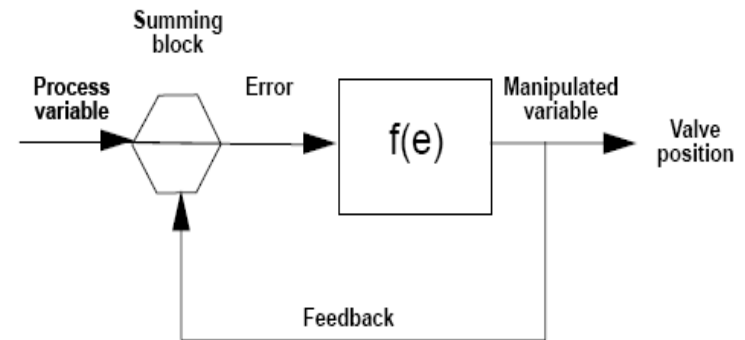 Summing
block
Process
variable
Error
f(e)
Manipulated
variable
Valve
position
Feedback